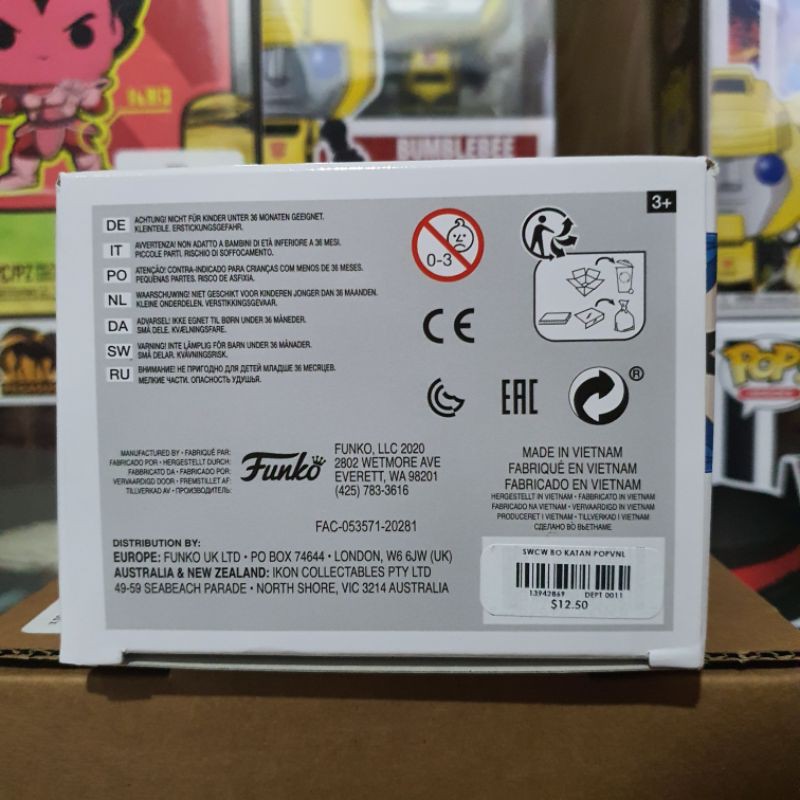 BUMBLEBEE
3+
DE ACHTUNG! NICHT FÜR KINDER UNTER 36 MONATEN GEEIGNET.
KLEINTEILE. ERSTICKUNGSGEFAHR.
IT AVVERTENZA! NON ADATTO A BAMBINI DI ETÀ INFERIORE A 36 MESI.
PICCOLE PARTI. RISCHIO DI SOFFOCAMENTO.
PO ATENÇÃO! CONTRA-INDICADO PARA CRIANÇAS COM MENOS DE 36 MESES.
PEQUENAS PARTES. RISCO DE ASFIXIA.
NL WAARSCHUWING! NIET GESCHIKT VOOR KINDEREN JONGER DAN 36 MAANDEN.
KLEINE ONDERDELEN. VERSTIKKINGSGEVAAR.
DA ADVARSEL! IKKE EGNET TIL BØRN UNDER 36 MÅNEDER.
SMÅ DELE. KVÆLNINGSFARE.
SW VARNING! INTE LÄMPLIG FÖR BARN UNDER 36 MÅNADER.
SMÅ DELAR. KVÄVNINGSRISK.
RU ВНИМАНИЕ! НЕ ПРИГОДНО ДЛЯ ДЕТЕЙ МЛАДШЕ 36 МЕСЯЦЕВ.
МЕЛКИЕ ЧАСТИ. ОПАСНОСТЬ УДУШЬЯ.
0-3
CE
EAC
®
POP!
MANUFACTURED BY • FABRIQUÉ PAR:
FABRICADO POR • HERGESTELLT DURCH:
FABBRICATO DA • FABRICADO POR:
VERVAARDIGD DOOR • FREMSTILLET AF:
TILLVERKAD AV • ПРОИЗВОДИТЕЛЬ:
Funko
FUNKO, LLC 2020
2802 WETMORE AVE
EVERETT, WA 98201
(425) 783-3616
MADE IN VIETNAM
FABRIQUÉ EN VIETNAM
FABRICADO EN VIETNAM
HERGESTELLT IN VIETNAM • FABBRICATO IN VIETNAM
FABRICADO NA VIETNAM • VERVAARDIGD IN VIETNAM
PRODUCERET I VIETNAM • TILLVERKAD I VIETNAM
СДЕЛАНО ВО ВЬЕТНАМЕ
FAC-053571-20281
DISTRIBUTION BY:
EUROPE: FUNKO UK LTD • PO BOX 74644 • LONDON, W6 6JW (UK)
AUSTRALIA & NEW ZEALAND: IKON COLLECTABLES PTY LTD
49-59 SEABEACH PARADE • NORTH SHORE, VIC 3214 AUSTRALIA
SWCW BO KATAN POPVNL
13942869 DEPT 0011
$12.50